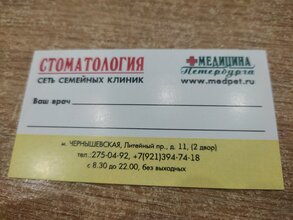 СТОМАТОЛОГИЯ
СЕТЬ СЕМЕЙНЫХ КЛИНИК
МЕДИЦИНА
Петербурга
www.medpet.ru
Ваш врач
м. ЧЕРНЫШЕВСКАЯ, Литейный пр., д. 11, (2 двор)
тел.:275-04-92, +7(921)394-74-18
с 8.30 до 22.00, без выходных